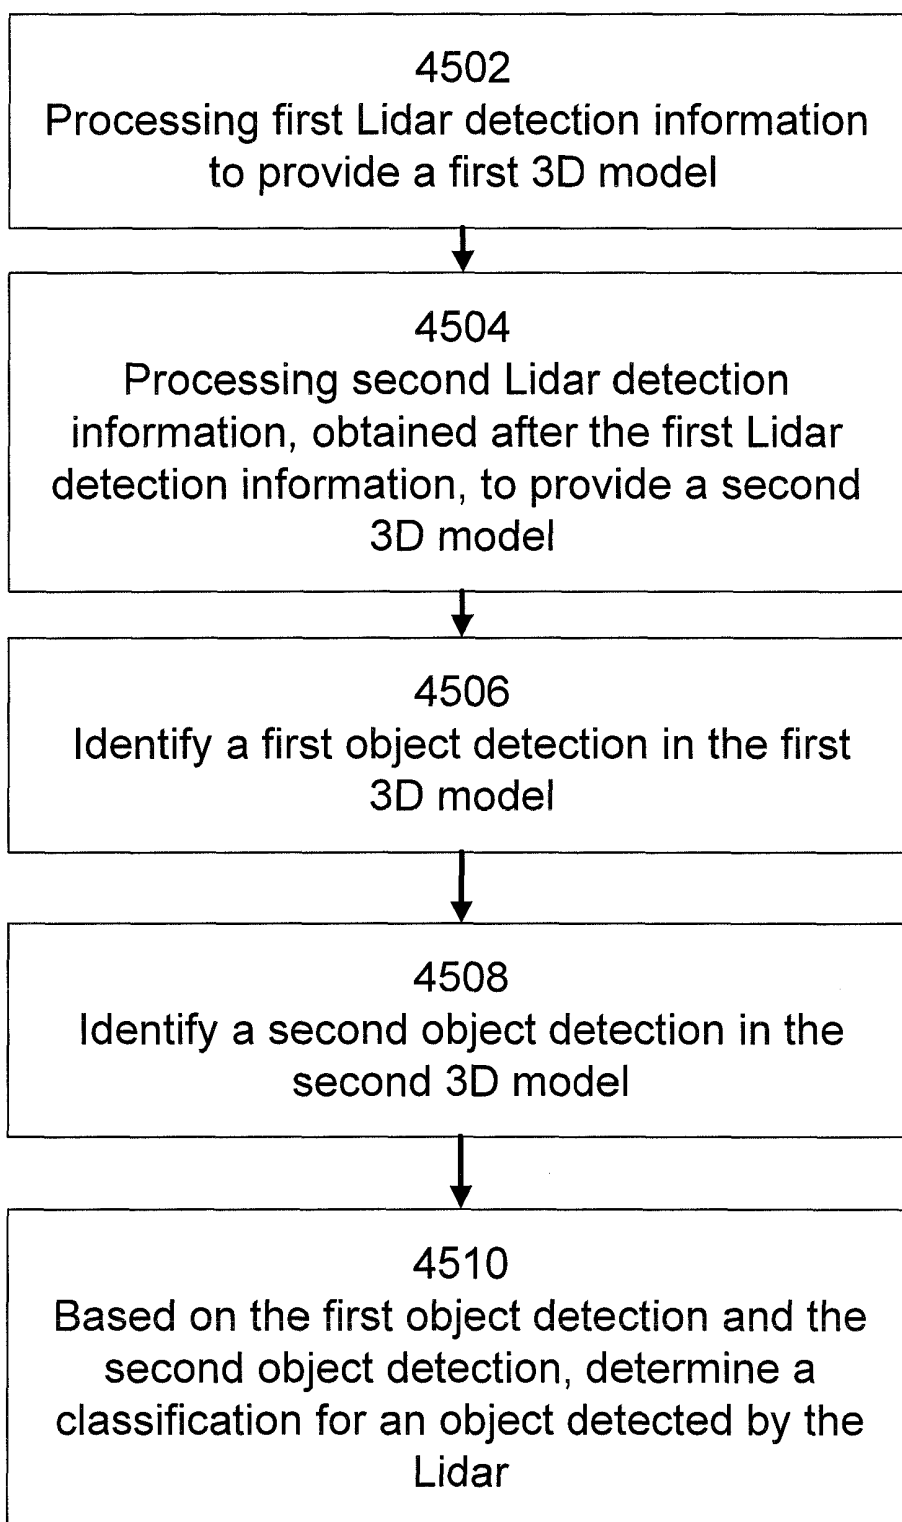 4502
Processing first Lidar detection information
to provide a first 3D model
4504
Processing second Lidar detection
information, obtained after the first Lidar
detection information, to provide a second
3D model
4506
Identify a first object detection in the first
3D model
4508
Identify a second object detection in the
second 3D model
4510
Based on the first object detection and the
second object detection, determine a
classification for an object detected by the
Lidar